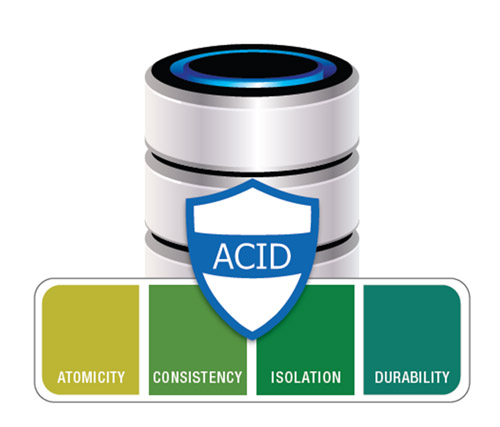 ACID
ATOMICITY CONSISTENCY ISOLATION DURABILITY